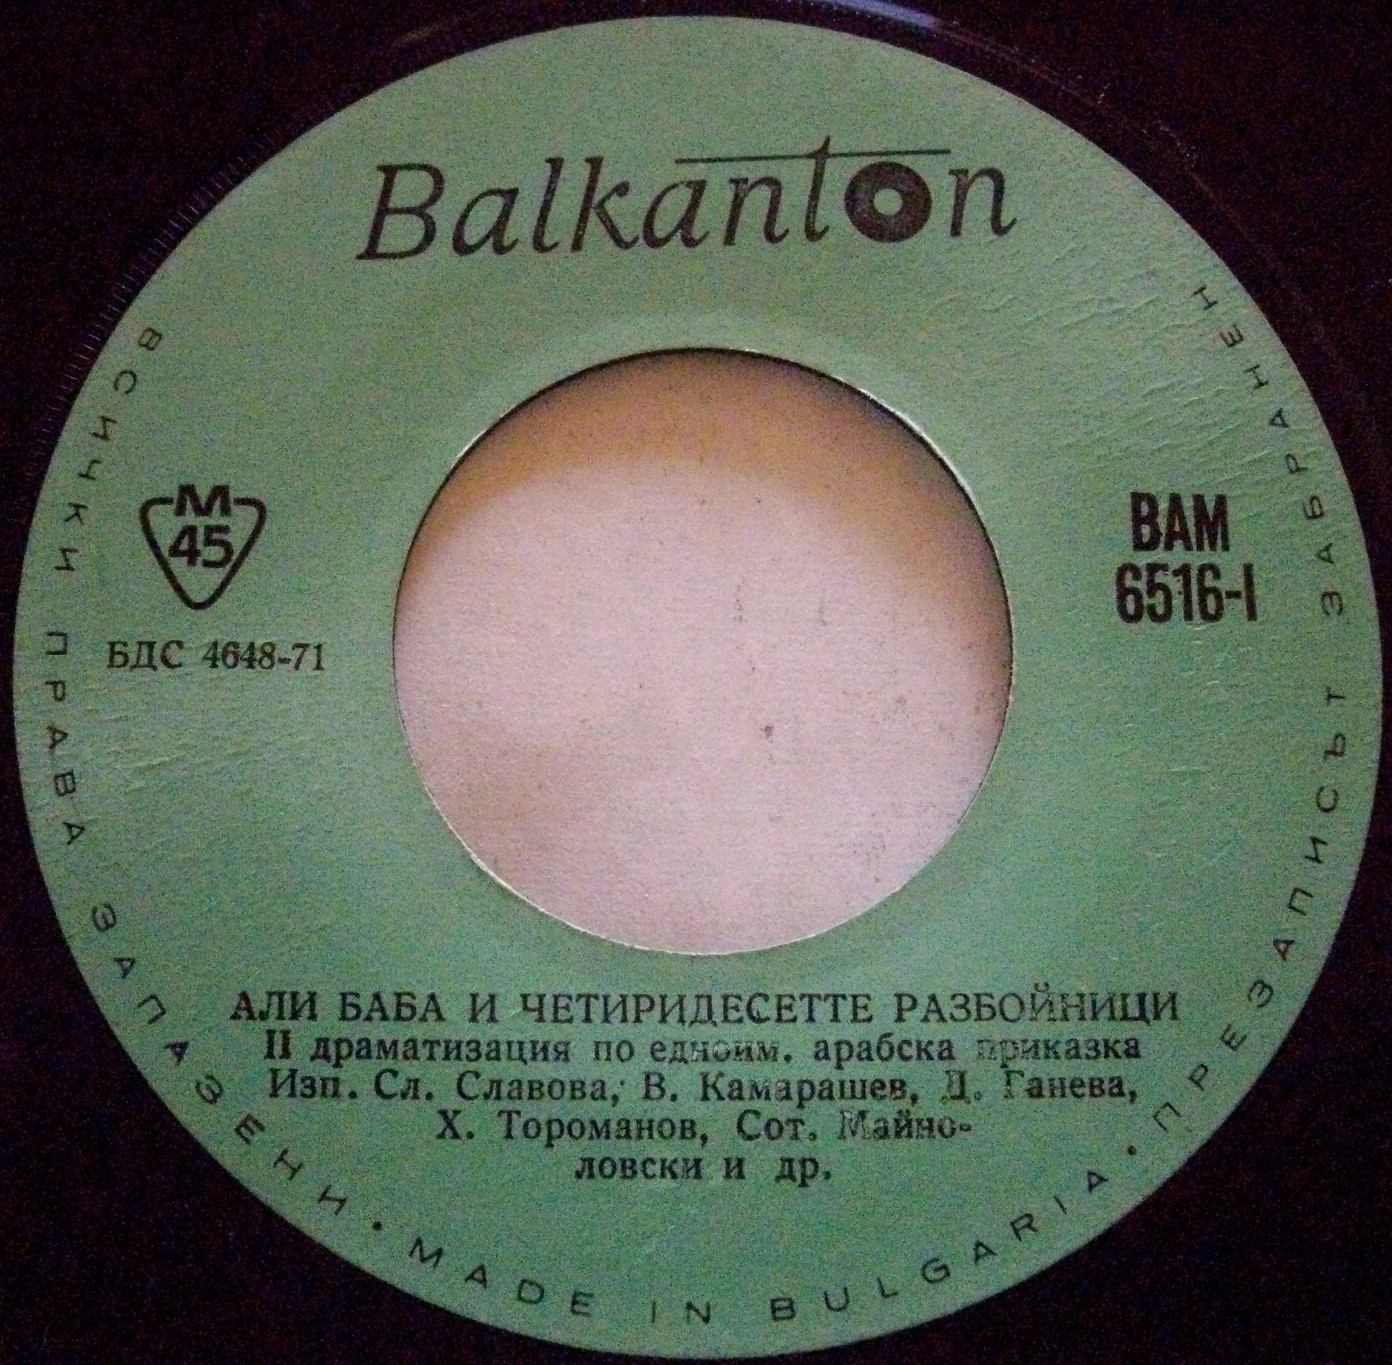 Balkanton
M
45
БДС 4648-71
ВАМ
6516-I
АЛИ БАБА И ЧЕТИРИДЕСЕТТЕ РАЗБОЙНИЦИ
II драматизация по едноим. арабска приказка
Изп. Сл. Славова, В. Камарашев, Д. Ганева,
Х. Тороманов, Сот. Майно-
ловски и др.
ВСИЧКИ ПРАВА ЗАПАЗЕНИ • MADE IN BULGARIA • ПРЕЗАПИСЪТ ЗАБРАНЕН